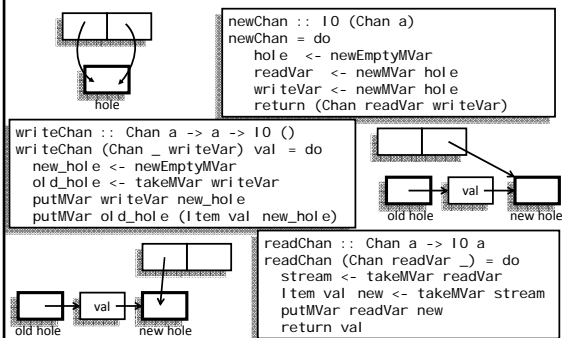 newChan :: IO (Chan a)
newChan = do
hole <- newEmptyMVar
readVar <- newMVar hole
writeVar <- newMVar hole
return (Chan readVar writeVar)
hole
writeChan :: Chan a -> a -> IO ()
writeChan (Chan _ writeVar) val = do
new_hole <- newEmptyMVar
old_hole <- takeMVar writeVar
putMVar writeVar new_hole
putMVar old_hole (Item val new_hole)
val
old hole new hole
readChan :: Chan a -> IO a
readChan (Chan readVar _) = do
stream <- takeMVar readVar
Item val new <- takeMVar stream
putMVar readVar new
return val
val
old hole new hole